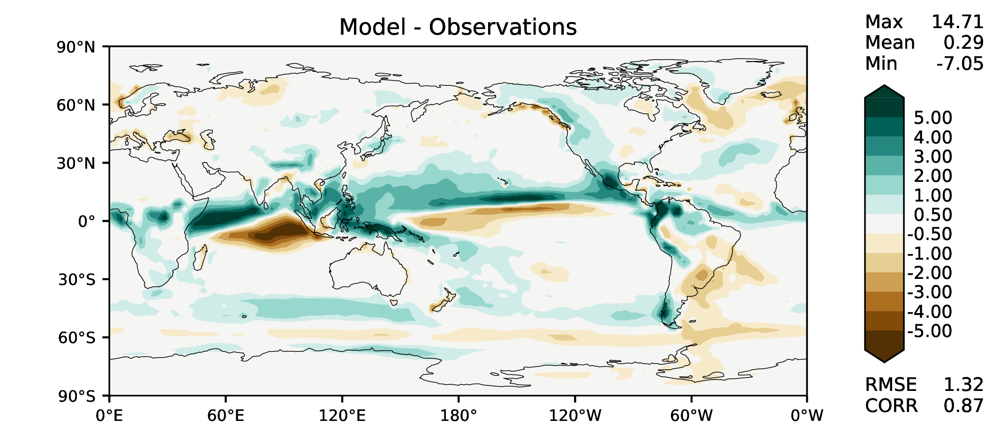 Model - Observations
Max 14.71
Mean 0.29
Min -7.05
90°N
60°N
30°N
0°
30°S
60°S
90°S
0°E 60°E 120°E 180° 120°W 60°W 0°W
5.00
4.00
3.00
2.00
1.00
0.50
-0.50
-1.00
-2.00
-3.00
-4.00
-5.00
RMSE 1.32
CORR 0.87